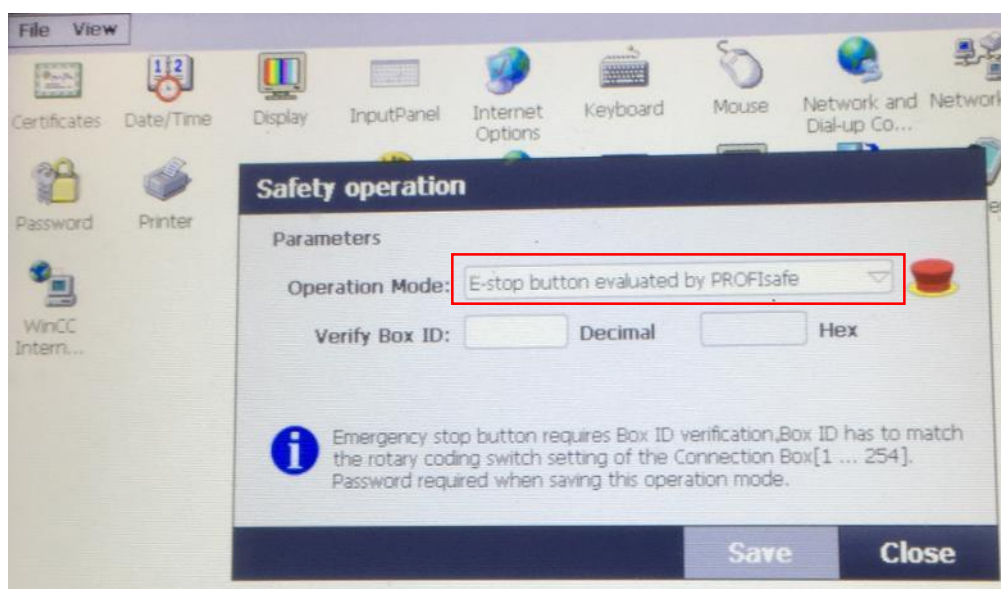 File View
Certificates Date/Time Display InputPanel Internet Options Keyboard Mouse Network and Dial-up Co... Network
Password Printer
WinCC Intern...
Safety operation
Parameters
Operation Mode: E-stop button evaluated by PROFIsafe
Verify Box ID: Decimal Hex
Emergency stop button requires Box ID verification,Box ID has to match
the rotary coding switch setting of the Connection Box[1 ... 254].
Password required when saving this operation mode.
Save Close